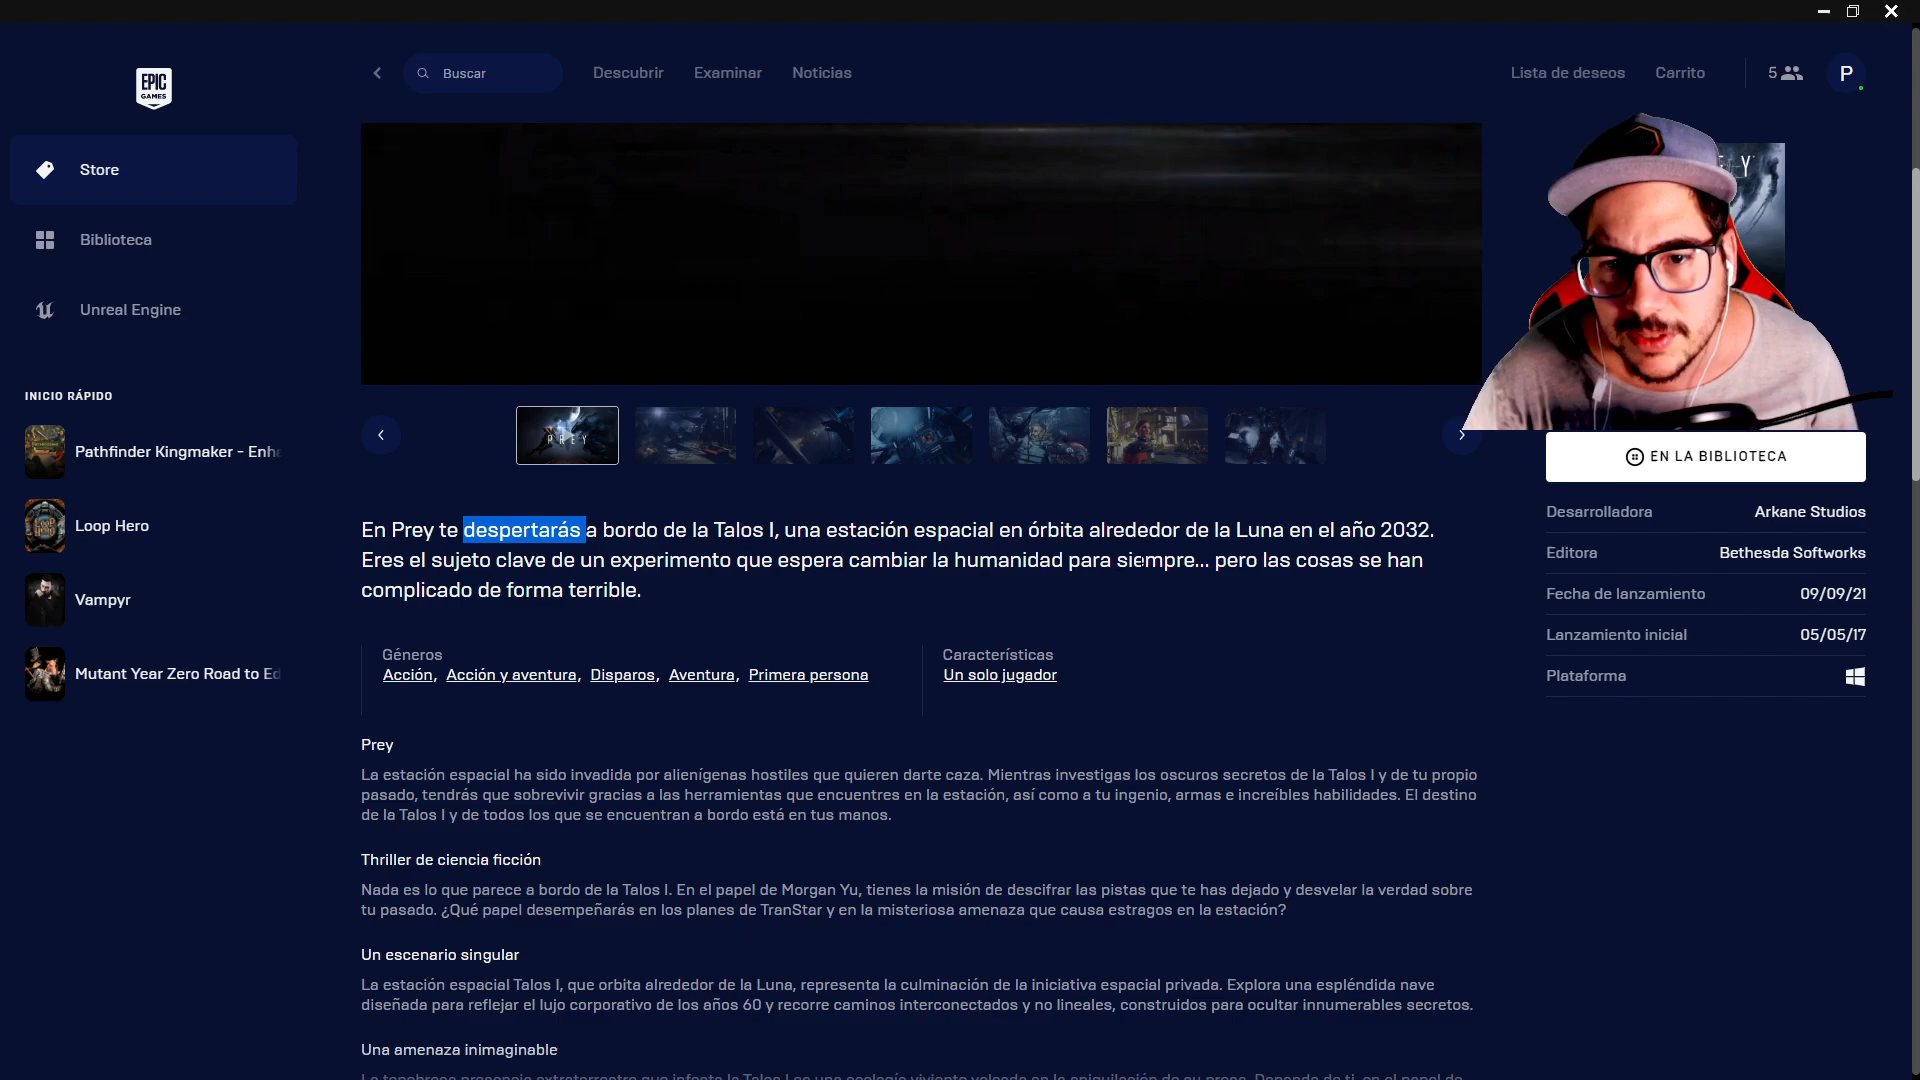 EPIC
GAMES
Buscar
Descubrir
Examinar
Noticias
Lista de deseos
Carrito
5
P
Store
Biblioteca
Unreal Engine
INICIO RÁPIDO
Pathfinder Kingmaker - Enha
Loop Hero
Vampyr
Mutant Year Zero Road to Ed
PREY
EN LA BIBLIOTECA
En Prey te despertarás a bordo de la Talos I, una estación espacial en órbita alrededor de la Luna en el año 2032.
Eres el sujeto clave de un experimento que espera cambiar la humanidad para siempre... pero las cosas se han
complicado de forma terrible.
Desarrolladora Arkane Studios
Editora Bethesda Softworks
Fecha de lanzamiento 09/09/21
Lanzamiento inicial 05/05/17
Plataforma
Géneros
Acción, Acción y aventura, Disparos, Aventura, Primera persona
Características
Un solo jugador
Prey
La estación espacial ha sido invadida por alienígenas hostiles que quieren darte caza. Mientras investigas los oscuros secretos de la Talos I y de tu propio
pasado, tendrás que sobrevivir gracias a las herramientas que encuentres en la estación, así como a tu ingenio, armas e increíbles habilidades. El destino
de la Talos I y de todos los que se encuentran a bordo está en tus manos.
Thriller de ciencia ficción
Nada es lo que parece a bordo de la Talos I. En el papel de Morgan Yu, tienes la misión de descifrar las pistas que te has dejado y desvelar la verdad sobre
tu pasado. ¿Qué papel desempeñarás en los planes de TranStar y en la misteriosa amenaza que causa estragos en la estación?
Un escenario singular
La estación espacial Talos I, que orbita alrededor de la Luna, representa la culminación de la iniciativa espacial privada. Explora una espléndida nave
diseñada para reflejar el lujo corporativo de los años 60 y recorre caminos interconectados y no lineales, construidos para ocultar innumerables secretos.
Una amenaza inimaginable